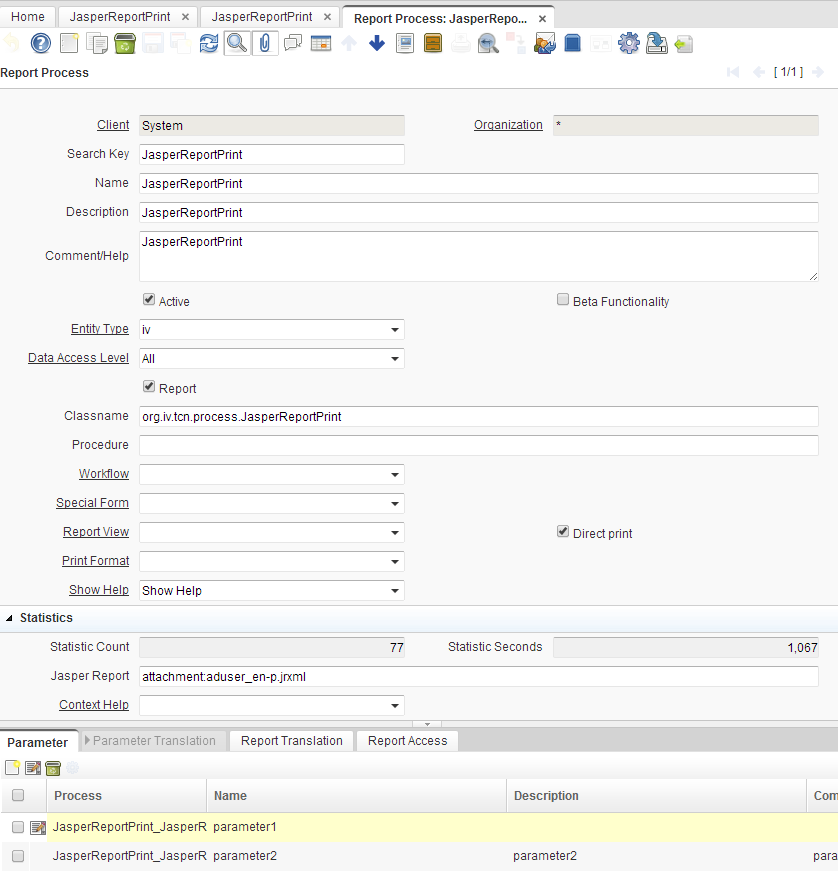 Home JasperReportPrint × JasperReportPrint × Report Process: JasperRepo... ×
Report Process [ 1/1 ]
Client System Organization *
Search Key JasperReportPrint
Name JasperReportPrint
Description JasperReportPrint
Comment/Help JasperReportPrint
Active Beta Functionality
Entity Type iv
Data Access Level All
Report
Classname org.iv.tcn.process.JasperReportPrint
Procedure
Workflow
Special Form
Report View Direct print
Print Format
Show Help Show Help
Statistics
Statistic Count 77 Statistic Seconds 1,067
Jasper Report attachment:aduser_en-p.jrxml
Context Help
Parameter Parameter Translation Report Translation Report Access
Process Name Description Com
JasperReportPrint_JasperR parameter1
JasperReportPrint_JasperR parameter2 parameter2 para